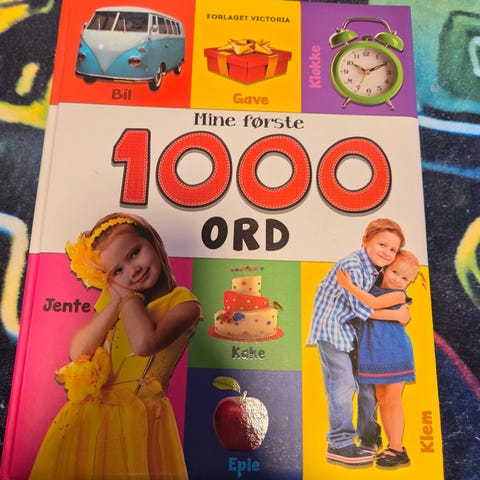 FORLAGET VICTORIA
Bil
Gave
Klokke
Mine første
1000
ORD
Jente
Kake
Klem
Eple